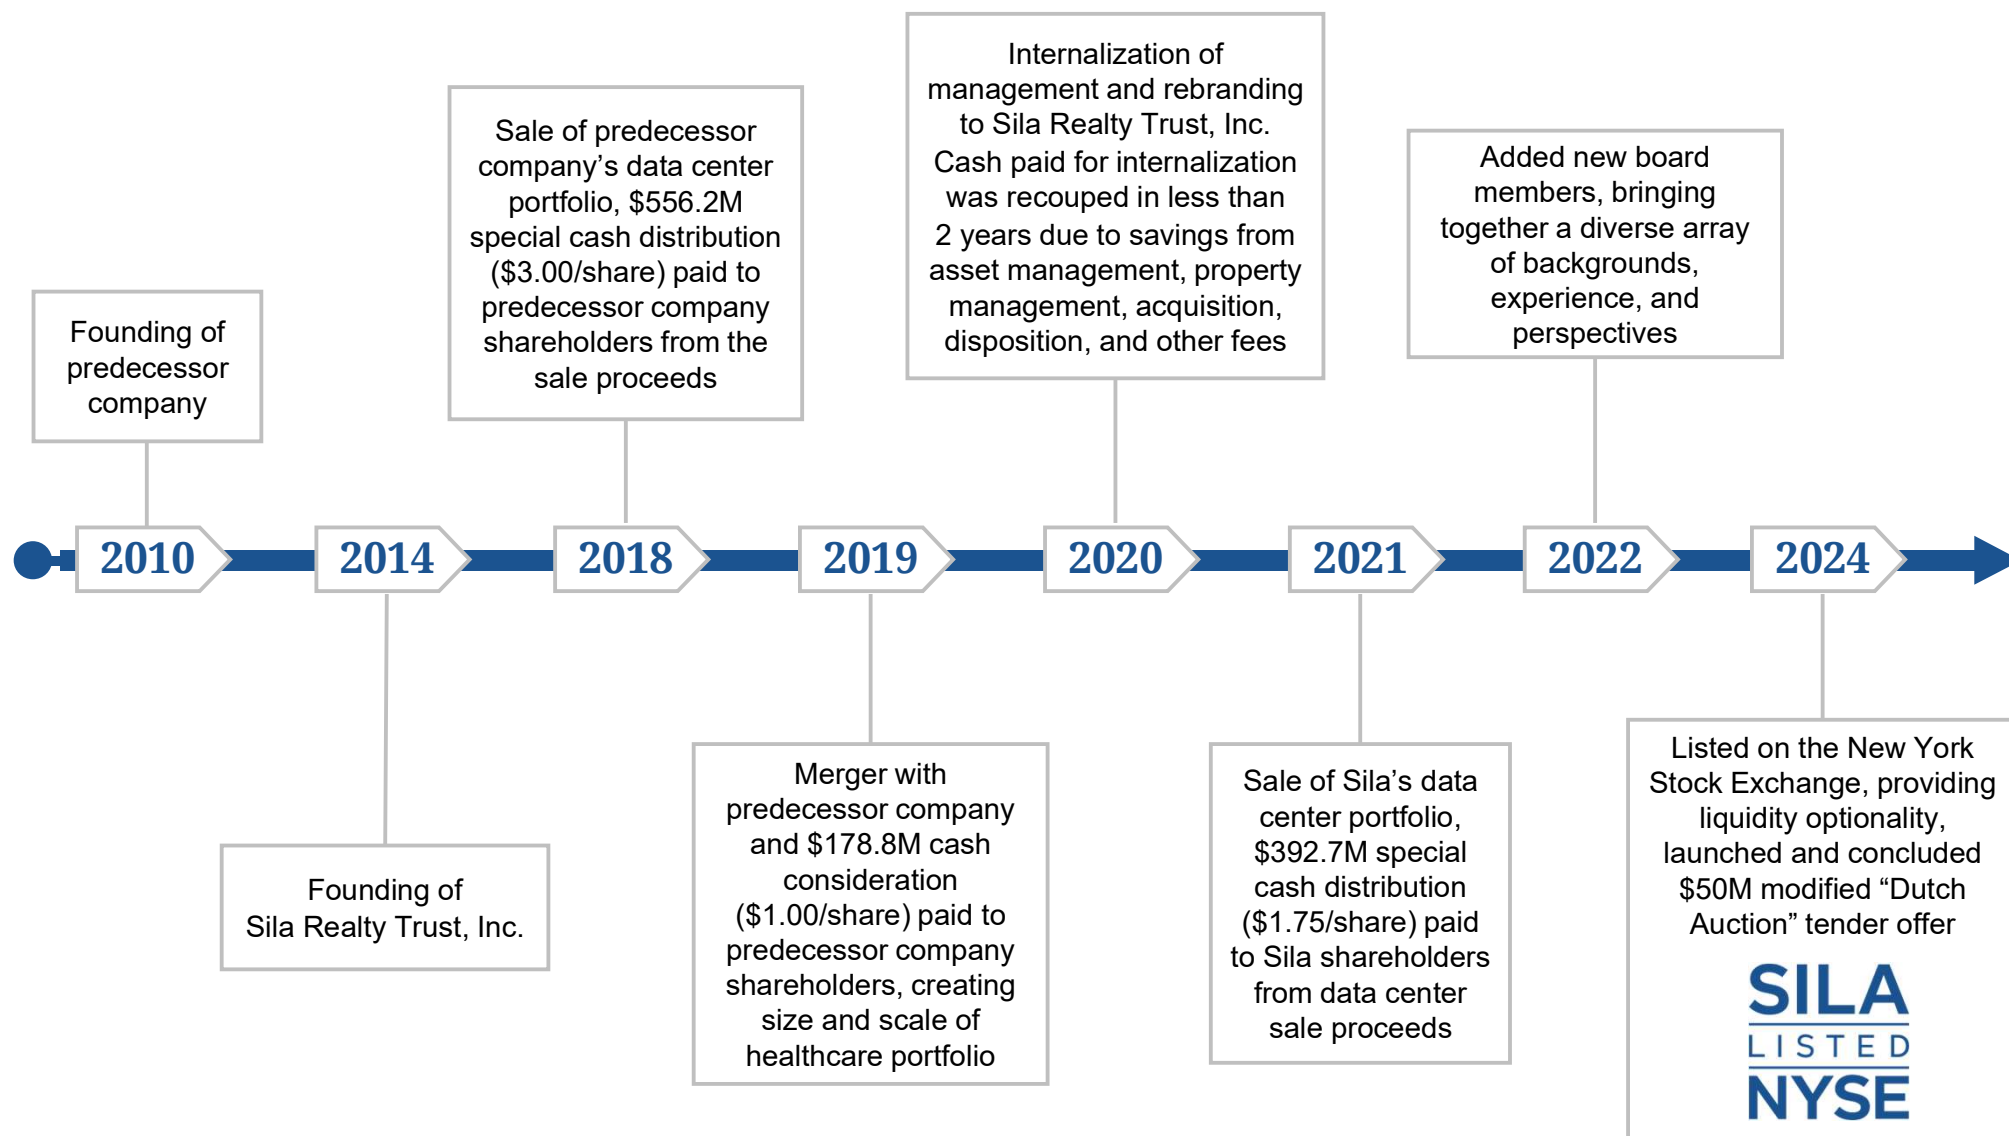 Founding of
predecessor
company
Sale of predecessor
company’s data center
portfolio, $556.2M
special cash distribution
($3.00/share) paid to
predecessor company
shareholders from the
sale proceeds
Internalization of
management and rebranding
to Sila Realty Trust, Inc.
Cash paid for internalization
was recouped in less than
2 years due to savings from
asset management, property
management, acquisition,
disposition, and other fees
Added new board
members, bringing
together a diverse array
of backgrounds,
experience, and
perspectives
2010
2014
2018
2019
2020
2021
2022
2024
Founding of
Sila Realty Trust, Inc.
Merger with
predecessor company
and $178.8M cash
consideration
($1.00/share) paid to
predecessor company
shareholders, creating
size and scale of
healthcare portfolio
Sale of Sila’s data
center portfolio,
$392.7M special
cash distribution
($1.75/share) paid
to Sila shareholders
from data center
sale proceeds
Listed on the New York
Stock Exchange, providing
liquidity optionality,
launched and concluded
$50M modified “Dutch
Auction” tender offer
SILA
LISTED
NYSE